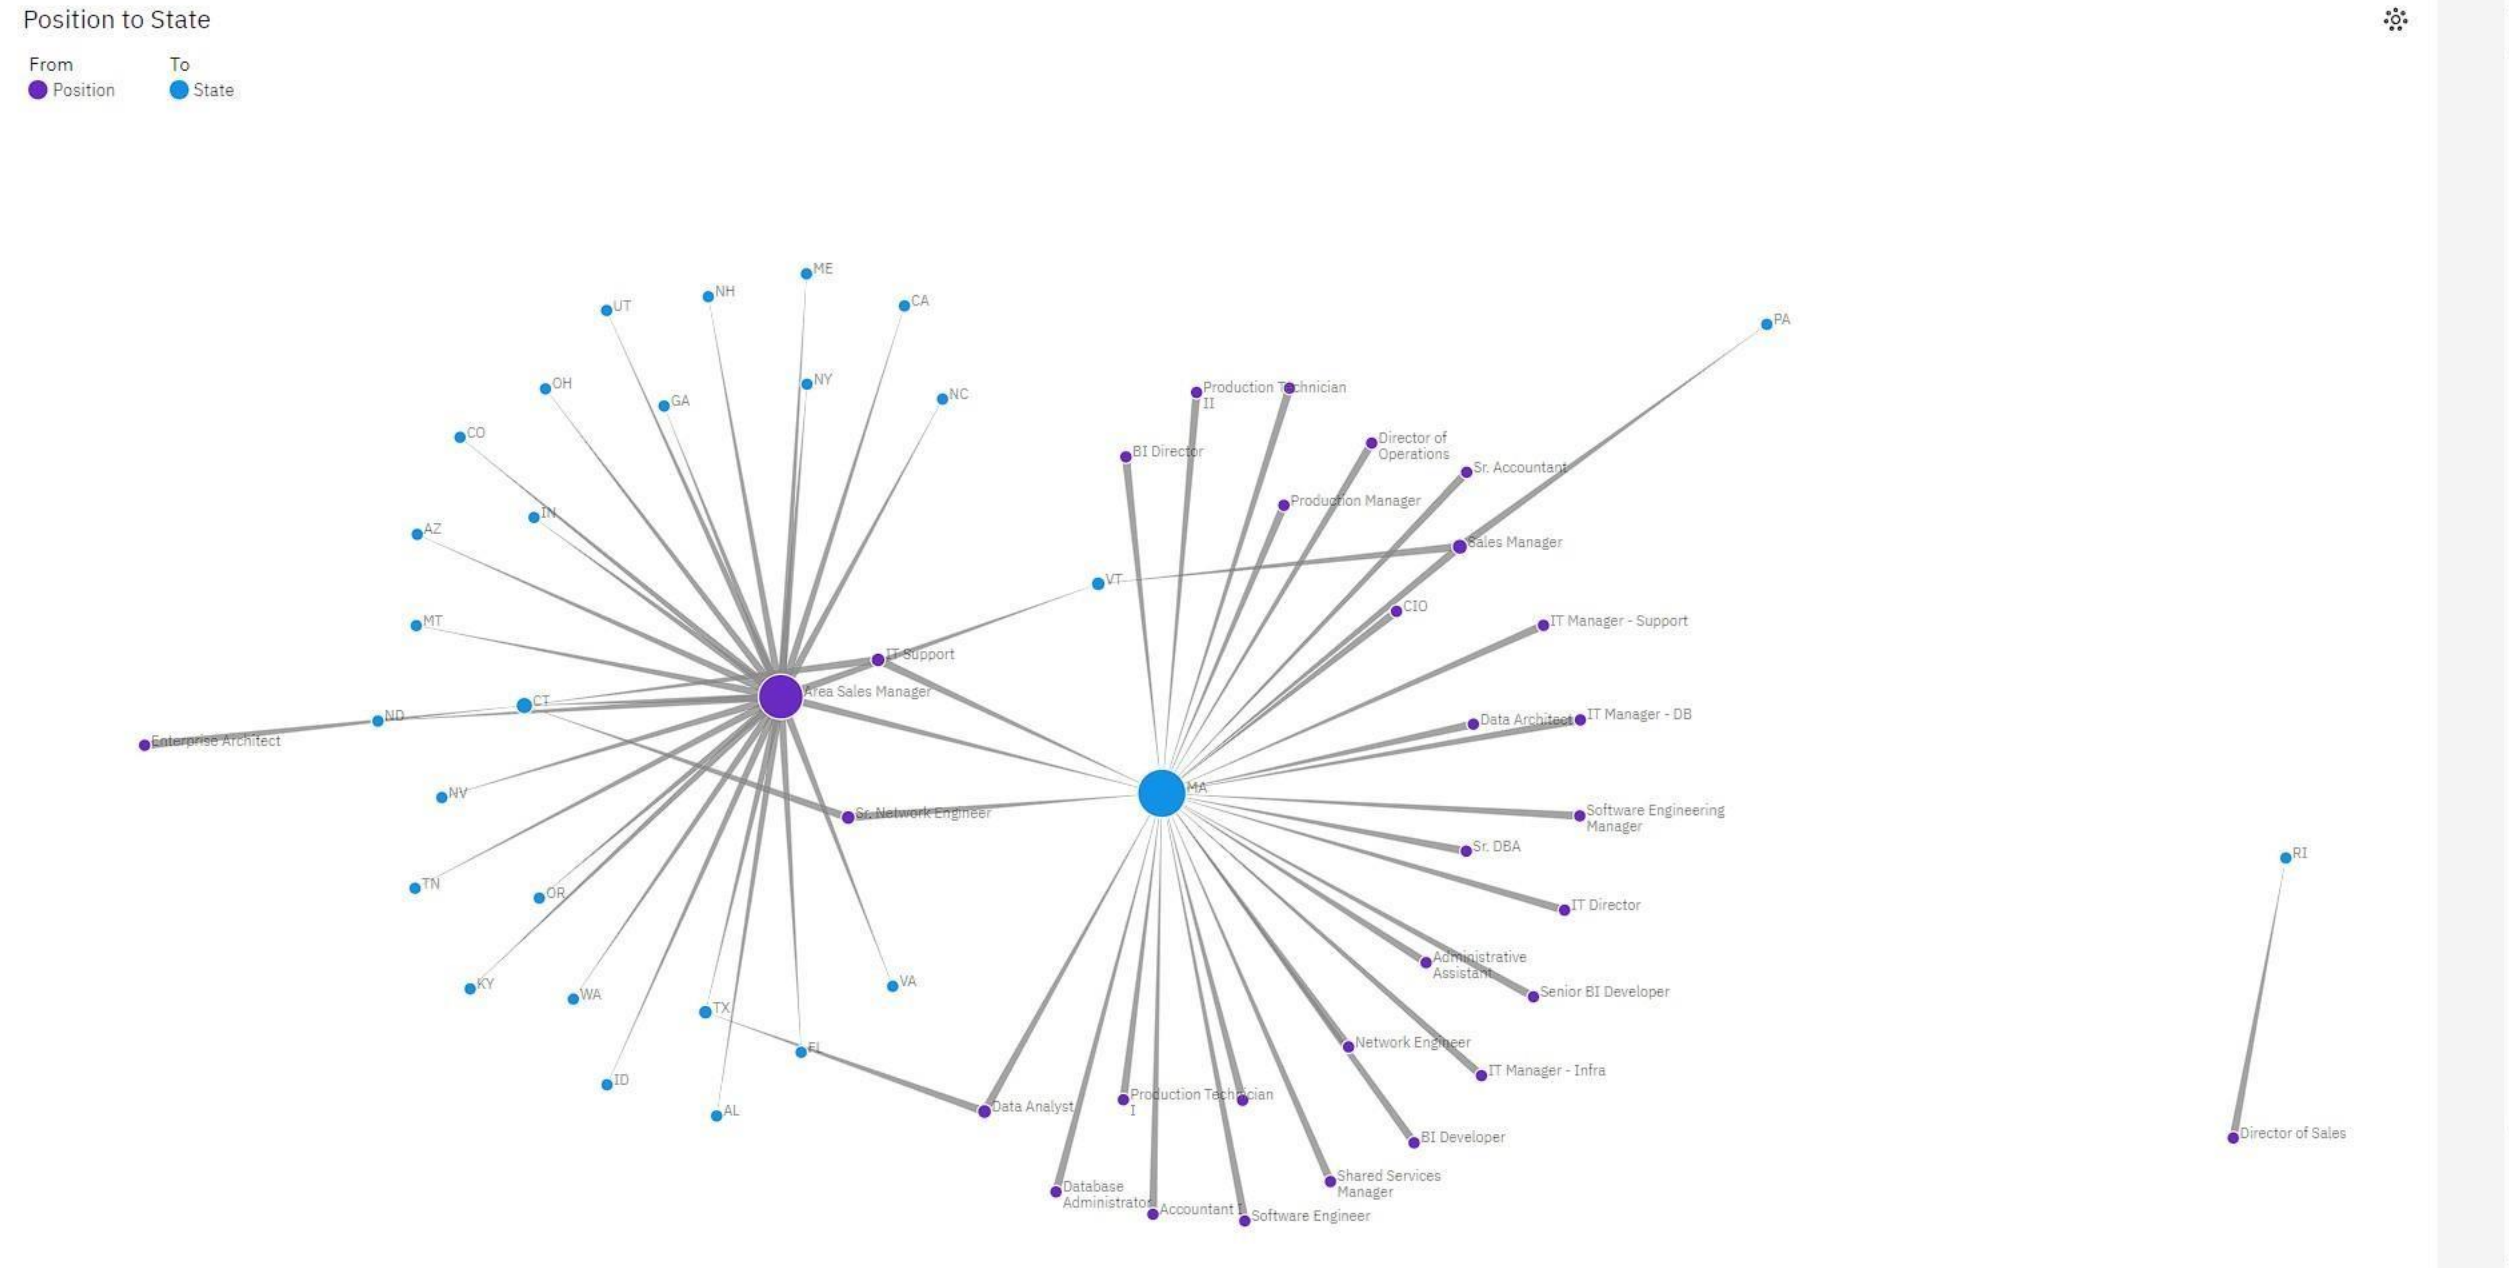 Position to State
From
To
Position
State
ME
NH
CA
UT
PA
NY
OH
Production Technician
II
NC
GA
CO
Director of
Operations
BI Director
Sr. Accountant
Production Manager
IN
AZ
Sales Manager
VT
CIO
MT
IT Manager - Support
IT Support
Area Sales Manager
CT
ND
IT Manager - DB
Data Architect
Enterprise Architect
MA
NV
Software Engineering
Manager
Sr. Network Engineer
Sr. DBA
RI
TN
OR
IT Director
Administrative
Assistant
VA
KY
WA
Senior BI Developer
TX
Network Engineer
FL
IT Manager - Infra
ID
Production Technician
I
Data Analyst
AL
Director of Sales
BI Developer
Shared Services
Manager
Database
Administrator
Accountant I
Software Engineer